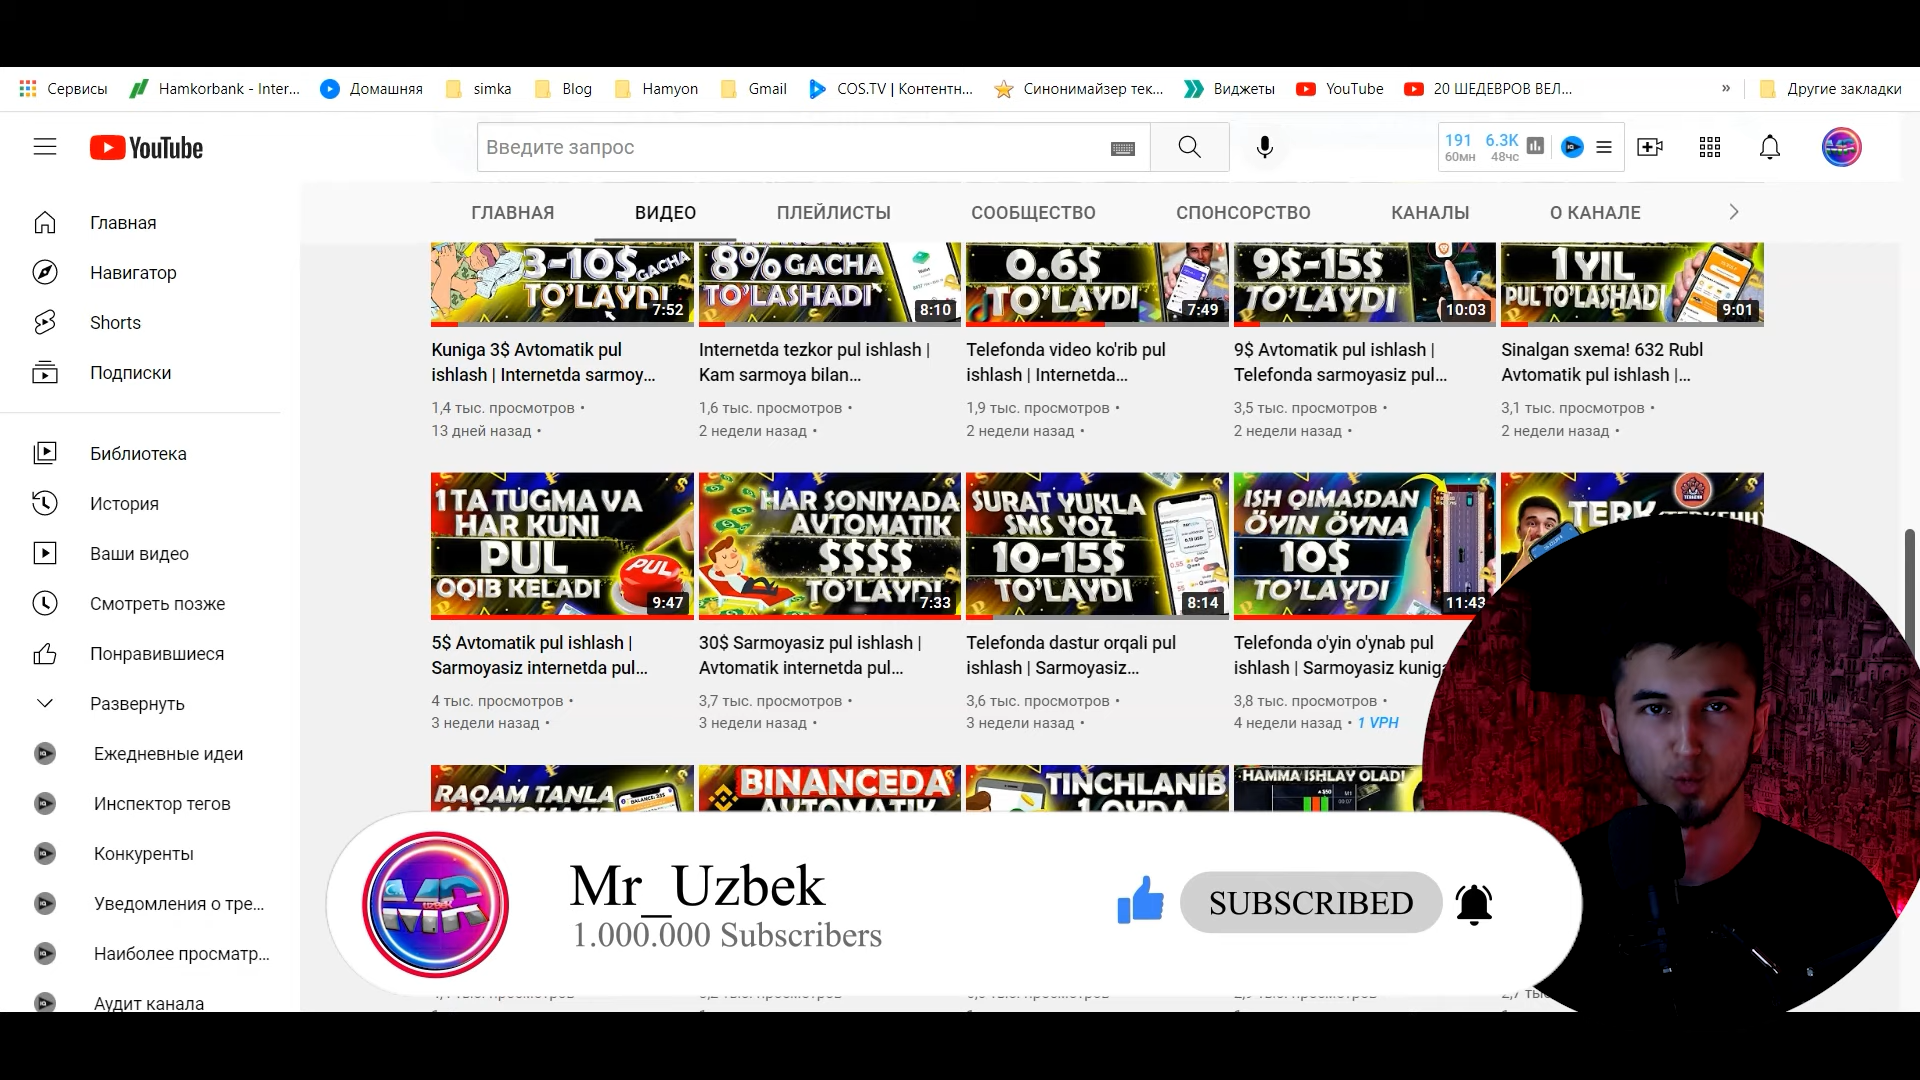 Сервисы
Hamkorbank - Inter...
Домашняя
simka
Blog
Hamyon
Gmail
COS.TV | Контентн...
Синонимайзер тек...
Виджеты
YouTube
20 ШЕДЕВРОВ ВЕЛ...
»
Другие закладки
YouTube
Введите запрос
191
60мн
6.3K
48чс
ГЛАВНАЯ
ВИДЕО
ПЛЕЙЛИСТЫ
СООБЩЕСТВО
СПОНСОРСТВО
КАНАЛЫ
О КАНАЛЕ
Главная
Навигатор
Shorts
Подписки
Библиотека
История
Ваши видео
Смотреть позже
Понравившиеся
Развернуть
Ежедневные идеи
Инспектор тегов
Конкуренты
Уведомления о тре...
Наиболее просматр...
Аудит канала
3-10$ GACHA
TO'LAYDI
7:52
Kuniga 3$ Avtomatik pul
ishlash | Internetda sarmoy...
1,4 тыс. просмотров •
13 дней назад •
8% GACHA
TO'LASHADI
8:10
Internetda tezkor pul ishlash |
Kam sarmoya bilan...
1,6 тыс. просмотров •
2 недели назад •
0.6$
TO'LAYDI
7:49
Telefonda video ko'rib pul
ishlash | Internetda...
1,9 тыс. просмотров •
2 недели назад •
9$-15$
TO'LAYDI
10:03
9$ Avtomatik pul ishlash |
Telefonda sarmoyasiz pul...
3,5 тыс. просмотров •
2 недели назад •
1 YIL
PUL TO'LASHADI
9:01
Sinalgan sxema! 632 Rubl
Avtomatik pul ishlash |...
3,1 тыс. просмотров •
2 недели назад •
1 TA TUGMA VA
HAR KUNI
PUL
OQIB KELADI
PUL
9:47
5$ Avtomatik pul ishlash |
Sarmoyasiz internetda pul...
4 тыс. просмотров •
3 недели назад •
HAR SONIYADA
AVTOMATIK
$$$$
TO'LAYDI
7:33
30$ Sarmoyasiz pul ishlash |
Avtomatik internetda pul...
3,7 тыс. просмотров •
3 недели назад •
SURAT YUKLA
SMS YOZ
10-15$
TO'LAYDI
8:14
Telefonda dastur orqali pul
ishlash | Sarmoyasiz...
3,6 тыс. просмотров •
3 недели назад •
ISH QIMASDAN
ÖYIN ÖYNA
10$
TO'LAYDI
11:43
Telefonda o'yin o'ynab pul
ishlash | Sarmoyasiz kuniga
3,8 тыс. просмотров •
4 недели назад • 1 VPH
TERK
RAQAM TANLA
BINANCEDA
AVTOMATIK
TINCHLANIB
1 OYDA
HAMMA ISHLAY OLADI!
MR
UZBEK
Mr_Uzbek
1.000.000 Subscribers
SUBSCRIBED